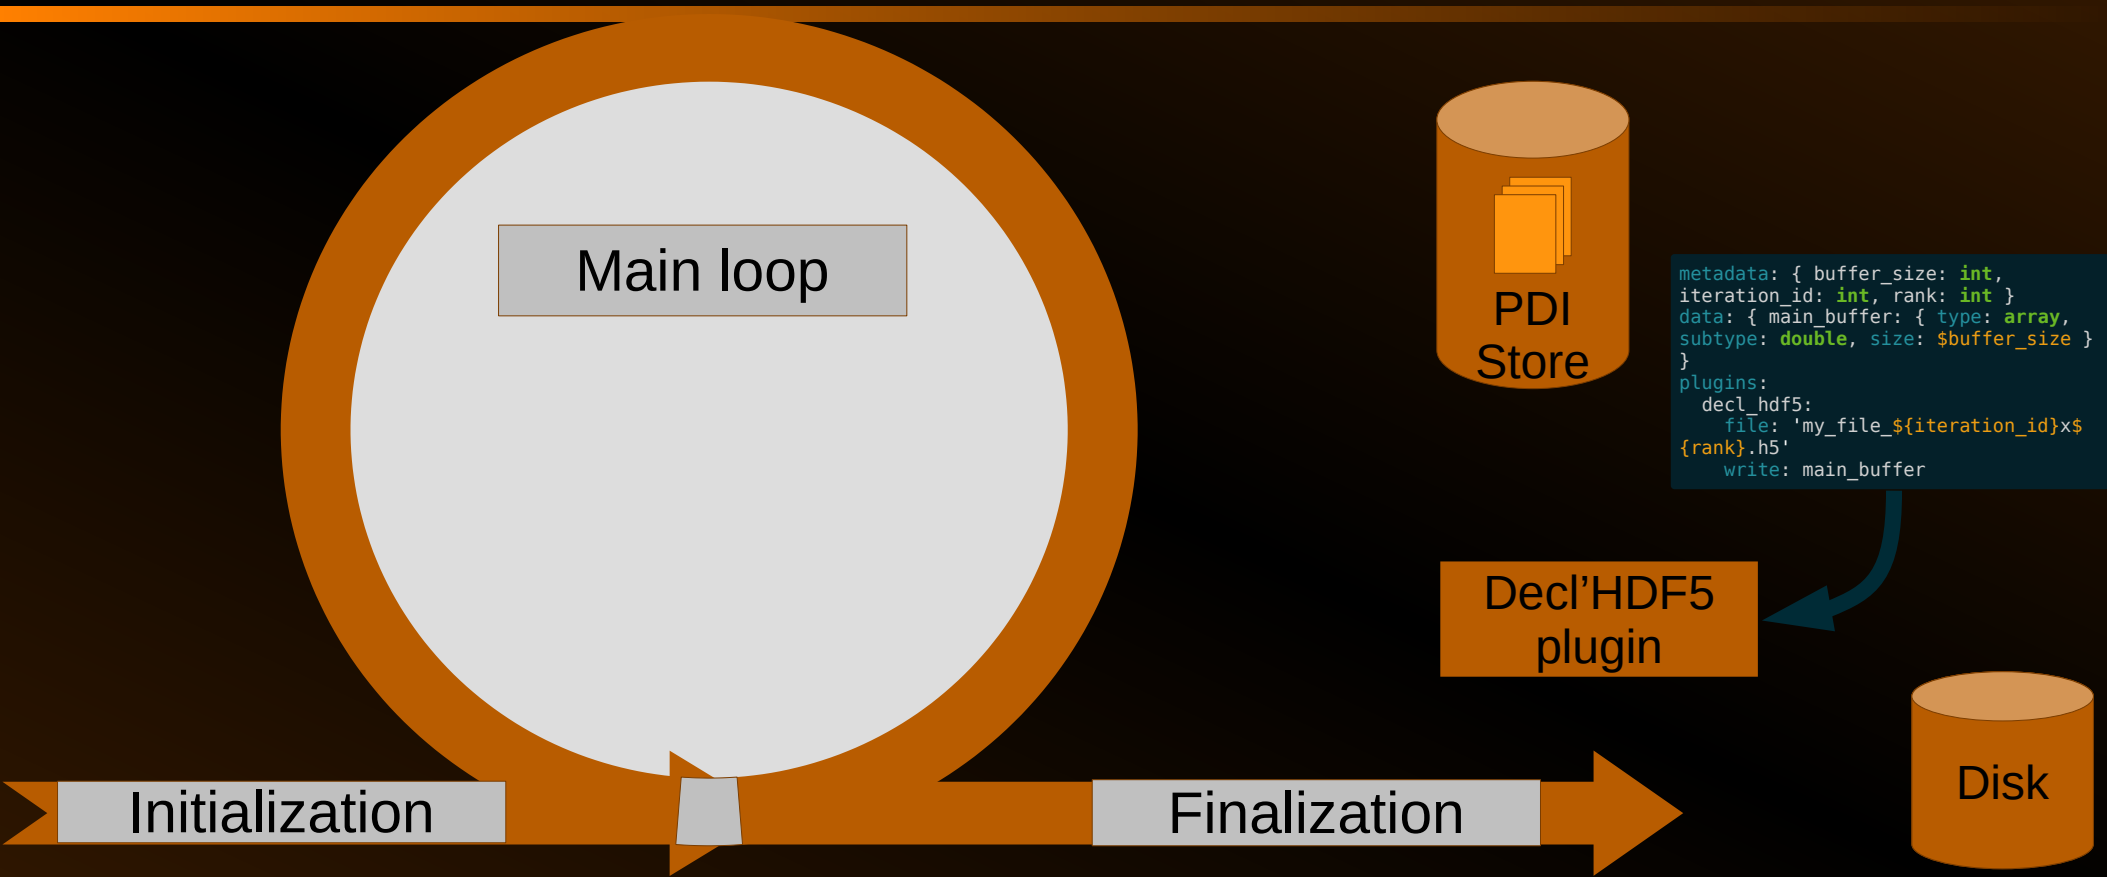 Main loop
PDI
Store
metadata: { buffer_size: int,
iteration_id: int, rank: int }
data: { main_buffer: { type: array,
subtype: double, size: $buffer_size }
}
plugins:
  decl_hdf5:
    file: 'my_file_${iteration_id}x$
{rank}.h5'
    write: main_buffer
Decl’HDF5
plugin
Disk
Initialization
Finalization